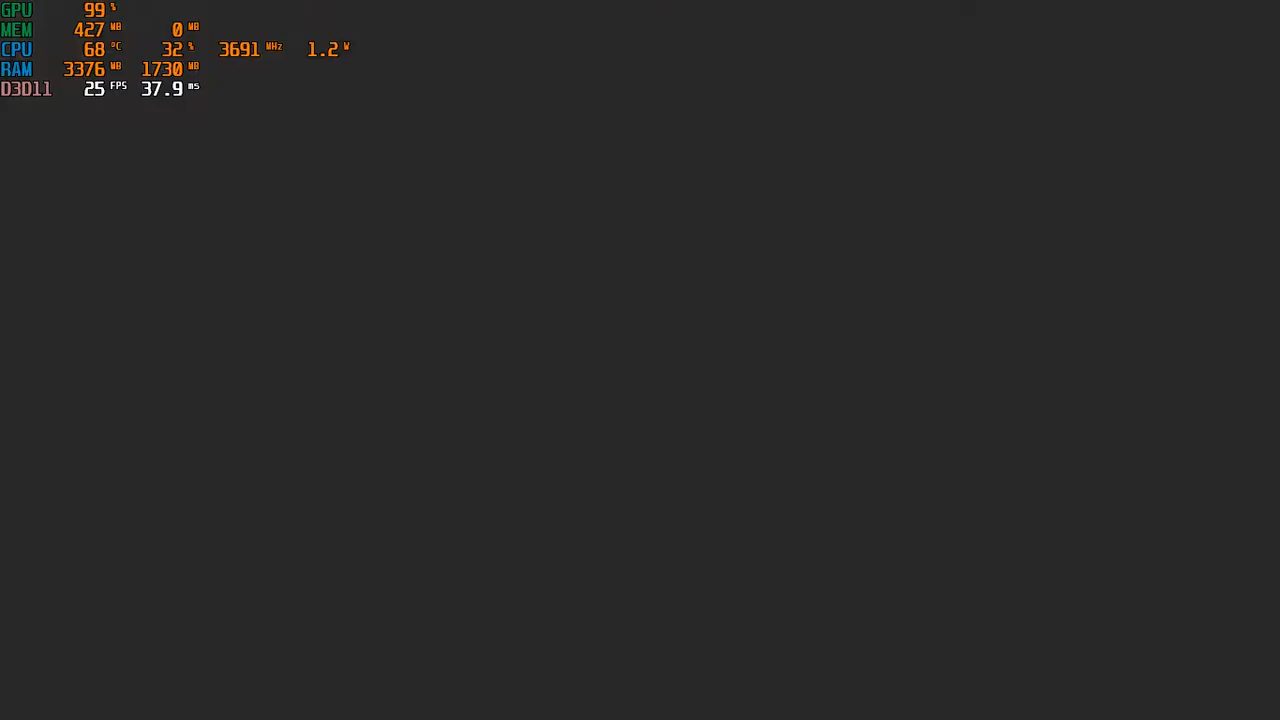 GPU 99 %
MEM 427 MB 0 MB
CPU 68 °C 32 % 3691 MHz 1.2 W
RAM 3376 MB 1730 MB
D3D11 25 FPS 37.9 ms